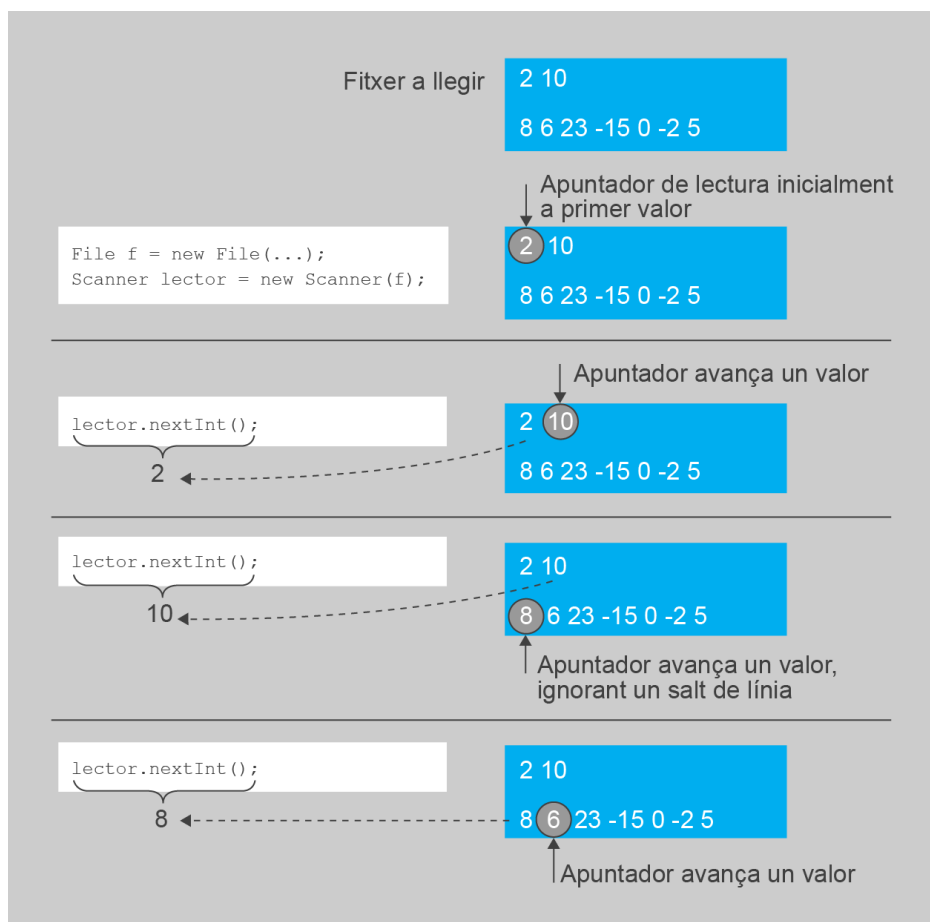 Fitxer a llegir
2 10
8 6 23 -15 0 -2 5
Apuntador de lectura inicialment
a primer valor
File f = new File(...);
Scanner lector = new Scanner(f);
2 10
8 6 23 -15 0 -2 5
Apuntador avança un valor
lector.nextInt();
2
2 10
8 6 23 -15 0 -2 5
lector.nextInt();
10
2 10
8 6 23 -15 0 -2 5
Apuntador avança un valor,
ignorant un salt de línia
lector.nextInt();
8
2 10
8 6 23 -15 0 -2 5
Apuntador avança un valor